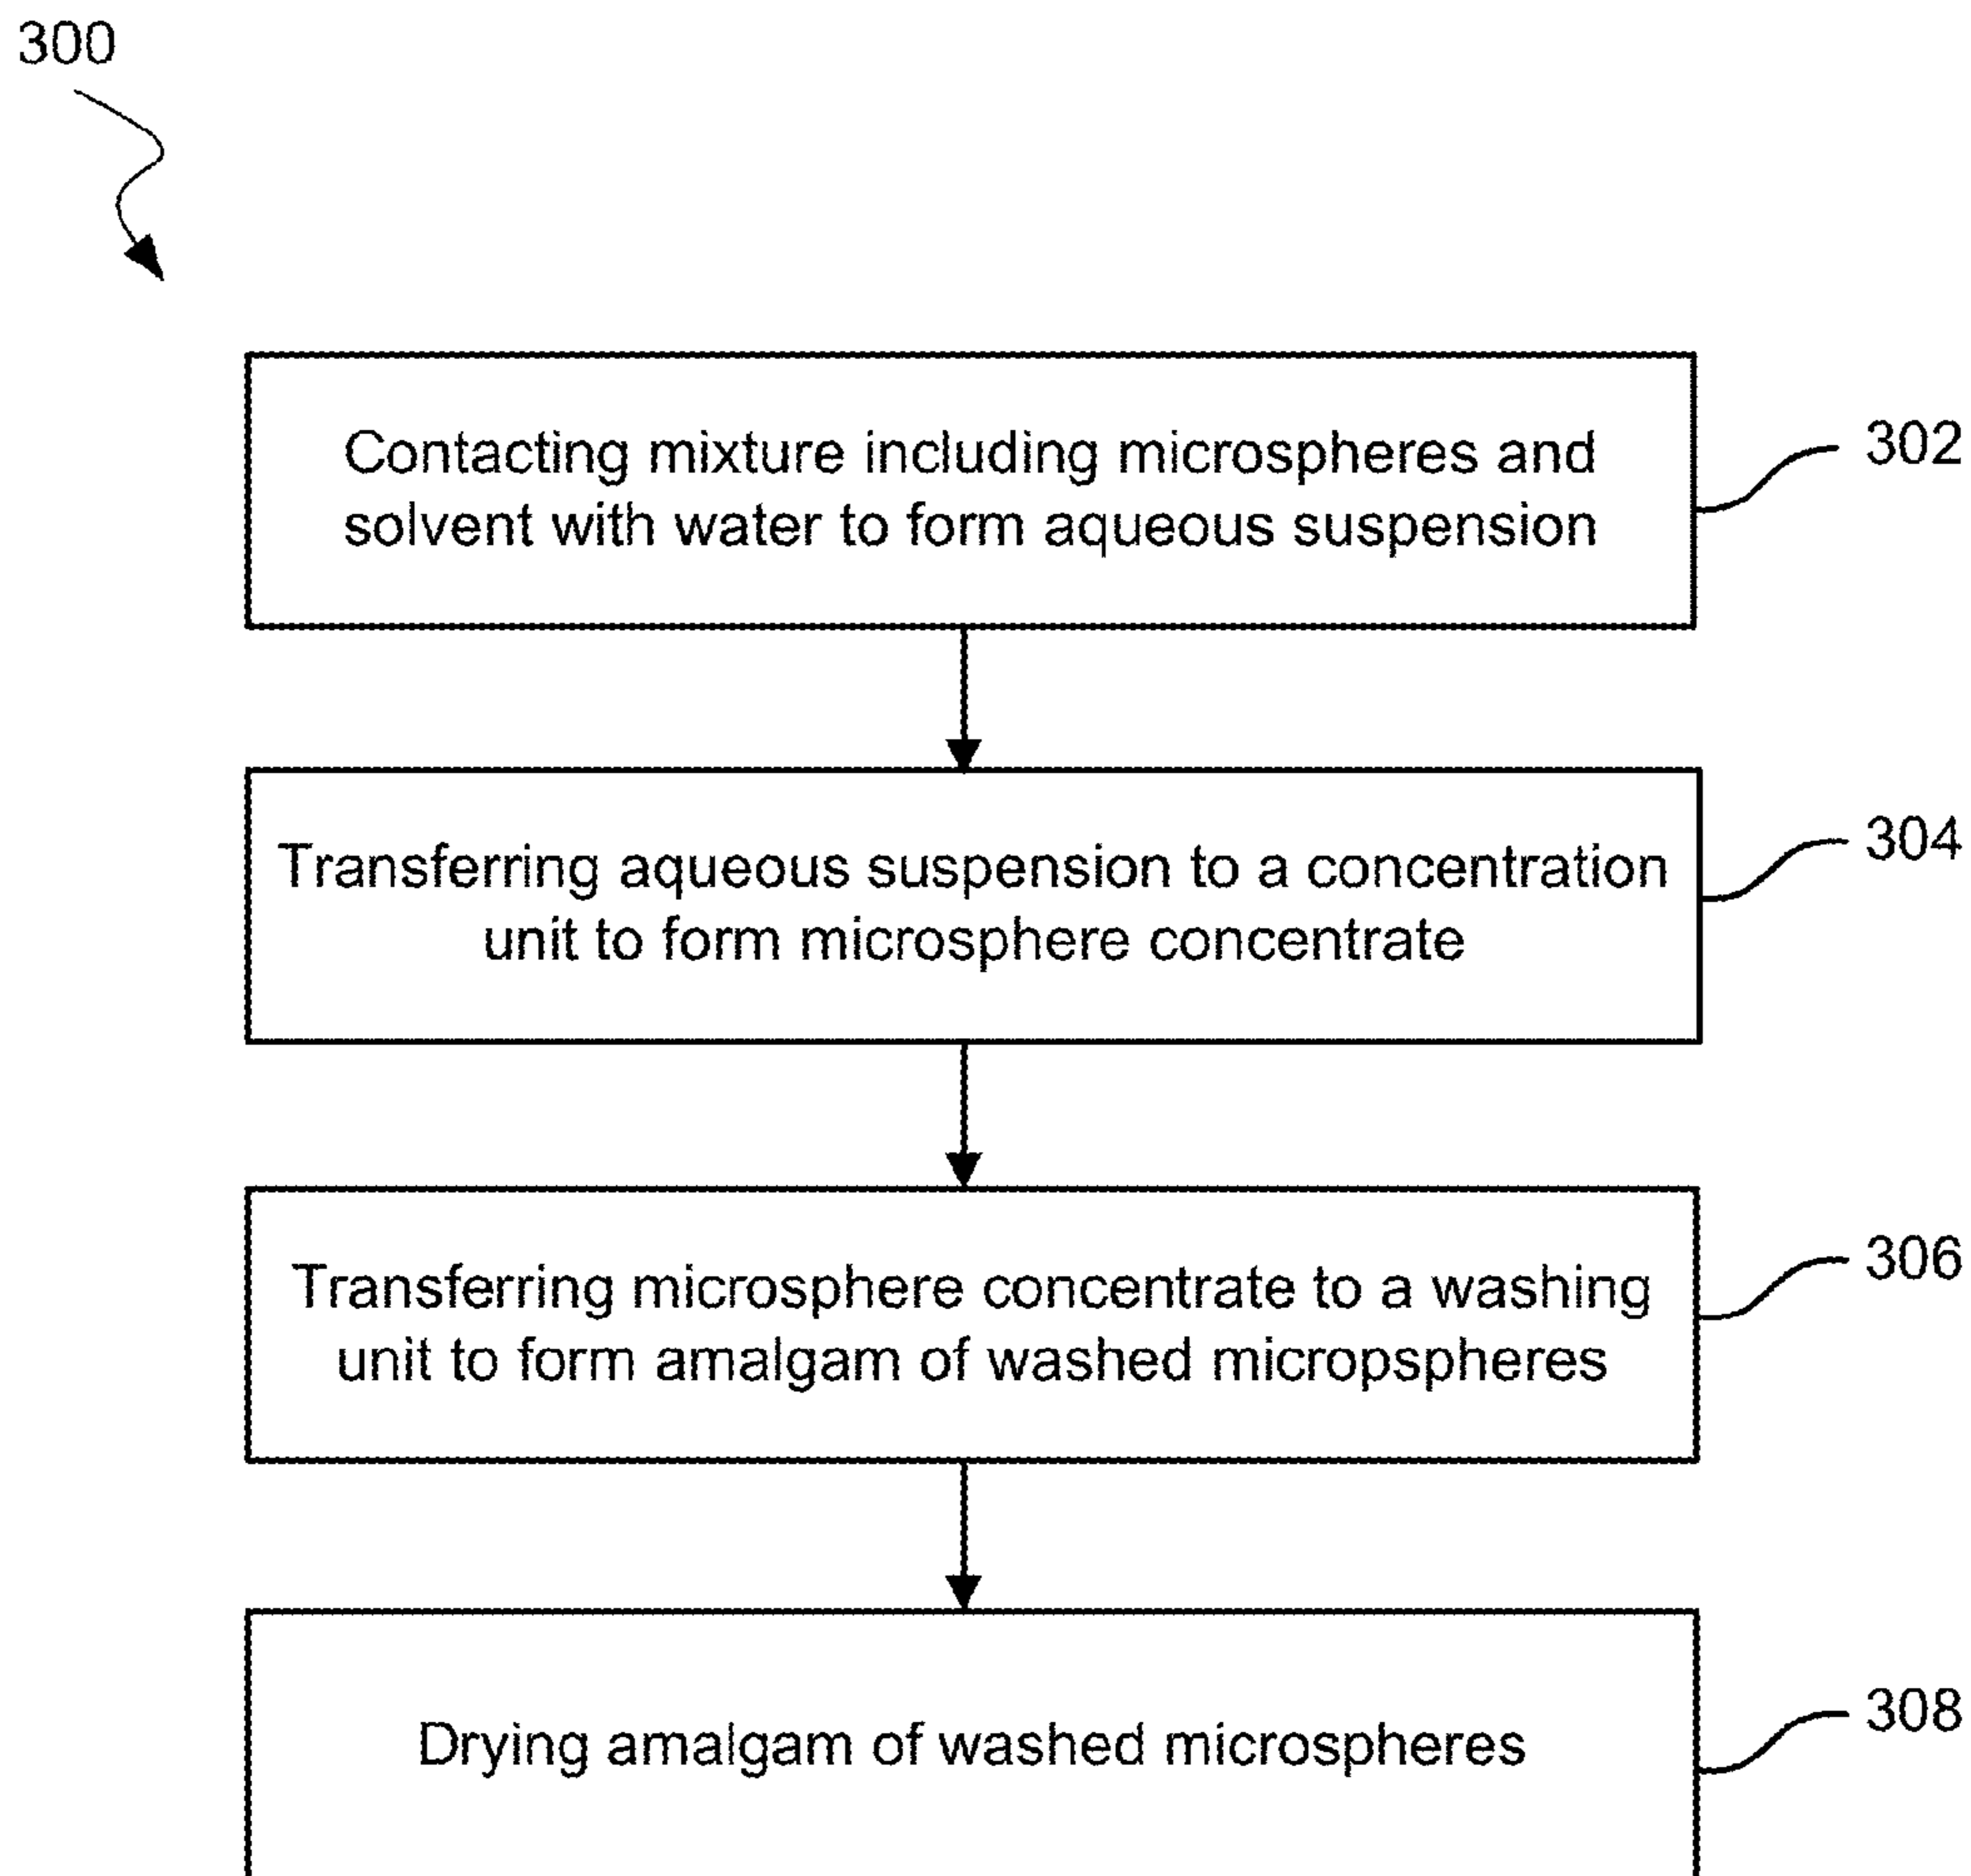 300
Contacting mixture including microspheres and
solvent with water to form aqueous suspension
302
Transferring aqueous suspension to a concentration
unit to form microsphere concentrate
304
Transferring microsphere concentrate to a washing
unit to form amalgam of washed micropspheres
306
Drying amalgam of washed microspheres
308